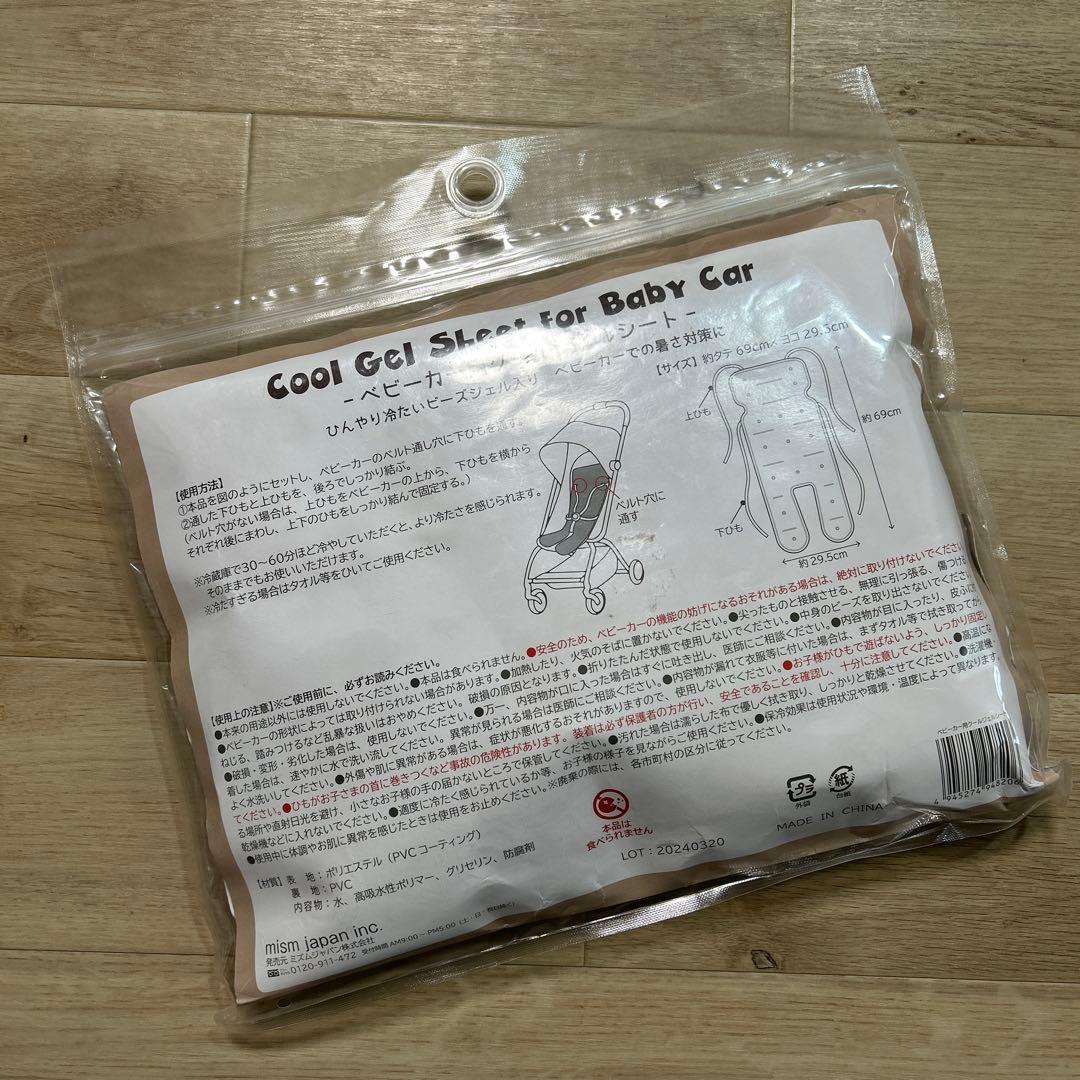 Cool Gel Sheet for Baby Car
- ベビーカー用クールジェルシート -
ひんやり冷たいビーズジェル入り ベビーカーでの暑さ対策に
【サイズ】約タテ 69cm×ヨコ 29.5cm
上ひも
約69cm
下ひも
約29.5cm
ベルト穴に
通す
【使用方法】
①本品を図のようにセットし、ベビーカーのベルト通し穴に下ひもを通す。
②通した下ひもと上ひもを、後ろでしっかり結ぶ。
(ベルト穴がない場合は、上ひもをベビーカーの上から、下ひもを横から
それぞれ後にまわし、上下のひもをしっかり結んで固定する。)
※冷蔵庫で30〜60分ほど冷やしていただくと、より冷たさを感じられます。
そのままでもお使いいただけます。
※冷たすぎる場合はタオル等をひいてご使用ください。
【使用上の注意】※ご使用前に、必ずお読みください。
●本来の用途以外には使用しないでください。●本品は食べられません。●安全のため、ベビーカーの機能の妨げになるおそれがある場合は、絶対に取り付けないでください。
●ベビーカーの形状によっては取り付けられない場合があります。●加熱したり、火気のそばに置かないでください。●尖ったものと接触させる、無理に引っ張る、傷つける、
ねじる、踏みつけるなど乱暴な扱いはおやめください。破損の原因となります。●折りたたんだ状態で使用しないでください。●中身のビーズを取り出さないでください。
●破損・変形・劣化した場合は、使用しないでください。●万一、内容物が口に入った場合はすぐに吐き出し、医師にご相談ください。●内容物が目に入ったり、皮ふに付
着した場合は、速やかに水で洗い流してください。異常が見られる場合は医師にご相談ください。●内容物が漏れて衣服等に付いた場合は、まずタオル等で拭き取ってから
よく水洗いしてください。●外傷や肌に異常がある場合は、症状が悪化するおそれがありますので、使用しないでください。●お子様がひもで遊ばないよう、しっかり固定し
てください。●ひもがお子さまの首に巻きつくなど事故の危険性があります。装着は必ず保護者の方が行い、安全であることを確認し、十分に注意してください。●高温にな
る場所や直射日光を避け、小さなお子様の手の届かないところで保管してください。●汚れた場合は濡らした布で優しく拭き取り、しっかりと乾燥させてください。●洗濯機・
乾燥機などに入れないでください。●適度に冷たく感じられているか等、お子様の様子を見ながらご使用ください。●保冷効果は使用状況や環境・温度によって異なります。
●使用中に体調やお肌に異常を感じたときは使用をお止めください。※廃棄の際には、各市町村の区分に従ってください。
【材質】表 地：ポリエステル(PVCコーティング)
裏 地：PVC
内容物：水、高吸水性ポリマー、グリセリン、防腐剤
本品は
食べられません
LOT : 20240320
プラ
外袋
紙
台紙
MADE IN CHINA
ベビーカー用クールジェルシート
4 945274 948206
mism japan inc.
発売元 ミズムジャパン株式会社
0120-911-472 受付時間 AM9:00〜PM5:00 (土・日・祝日除く)